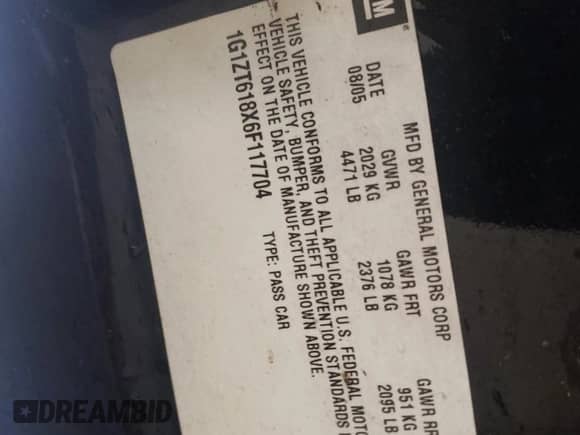 GM
MFD BY GENERAL MOTORS CORP
DATE GVWR GAWR FRT GAWR RR
08/05 2029 KG 1078 KG 951 KG
4471 LB 2376 LB 2095 LB
THIS VEHICLE CONFORMS TO ALL APPLICABLE U.S. FEDERAL
VEHICLE SAFETY, BUMPER, AND THEFT PREVENTION STANDARDS
EFFECT ON THE DATE OF MANUFACTURE SHOWN ABOVE.
1G1ZT618X6F117704 TYPE: PASS CAR
DREAMBID